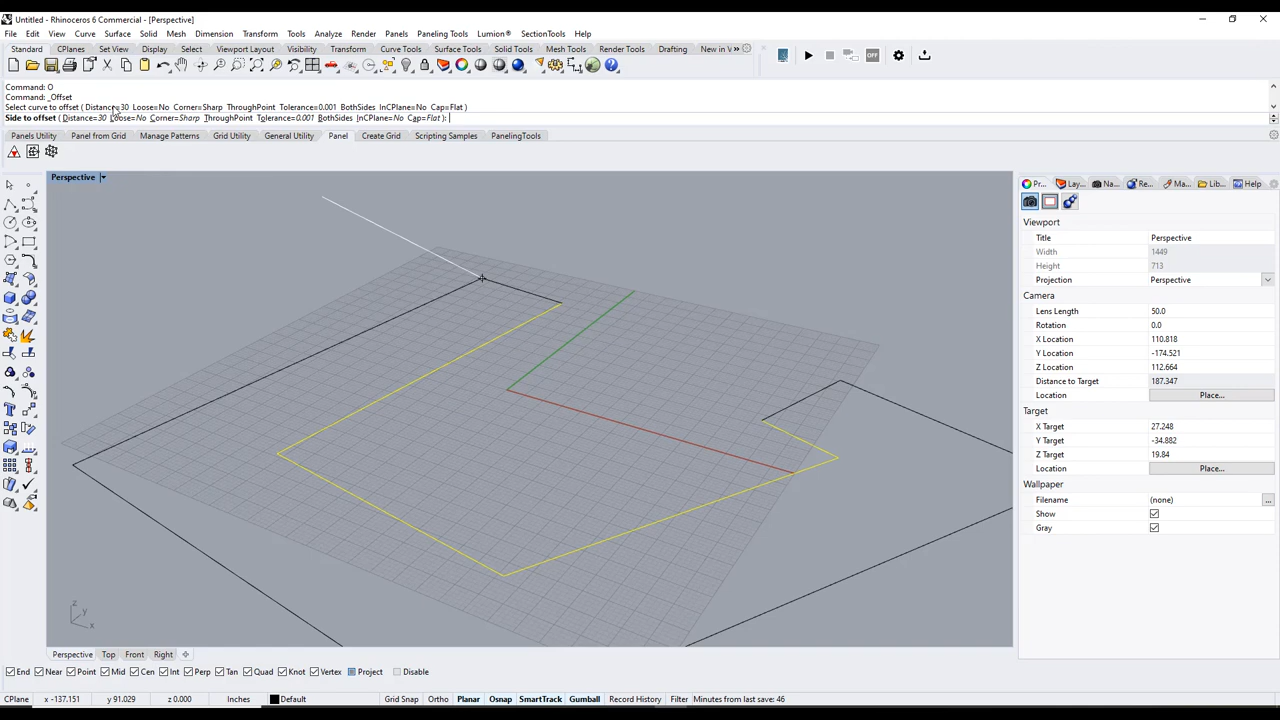 Untitled - Rhinoceros 6 Commercial - [Perspective]
File Edit View Curve Surface Solid Mesh Dimension Transform Tools Analyze Render Panels Paneling Tools Lumion® SectionTools Help
Standard CPlanes Set View Display Select Viewport Layout Visibility Transform Curve Tools Surface Tools Solid Tools Mesh Tools Render Tools Drafting New in V »
Command: O
Command: _Offset
Select curve to offset ( Distance=30 Loose=No Corner=Sharp ThroughPoint Tolerance=0.001 BothSides InCPlane=No Cap=Flat )
Side to offset ( Distance=30 Loose=No Corner=Sharp ThroughPoint Tolerance=0.001 BothSides InCPlane=No Cap=Flat ):
Panels Utility Panel from Grid Manage Patterns Grid Utility General Utility Panel Create Grid Scripting Samples PanelingTools
Perspective
Pr... Lay... Na... Re... Ma... Lib... Help
Viewport
Title Perspective
Width 1449
Height 713
Projection Perspective
Camera
Lens Length 50.0
Rotation 0.0
X Location 110.818
Y Location -174.521
Z Location 112.664
Distance to Target 187.347
Location Place...
Target
X Target 27.248
Y Target -34.882
Z Target 19.84
Location Place...
Wallpaper
Filename (none) ...
Show
Gray
z
y
x
Perspective Top Front Right
End Near Point Mid Cen Int Perp Tan Quad Knot Vertex Project Disable
CPlane x -137.151 y 91.029 z 0.000 Inches Default Grid Snap Ortho Planar Osnap SmartTrack Gumball Record History Filter Minutes from last save: 46